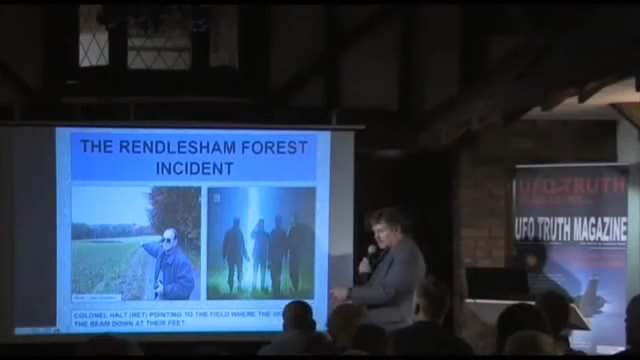 THE RENDLESHAM FOREST
INCIDENT
COLONEL HALT (RET) POINTING TO THE FIELD WHERE THE
THE BEAM DOWN AT THEIR FEET
UFO TRUTH
UFO TRUTH MAGAZINE